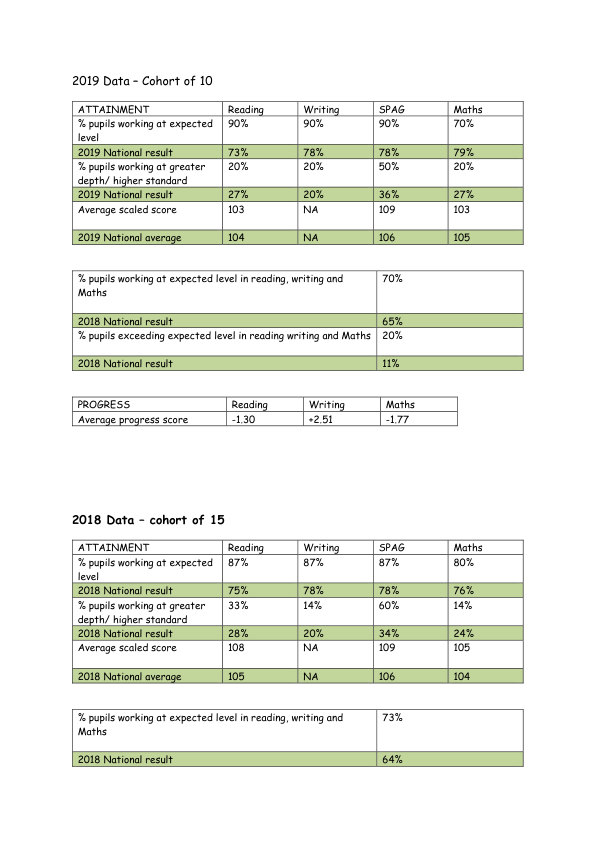 2019 Data – Cohort of 10
ATTAINMENT Reading Writing SPAG Maths
% pupils working at expected level 90% 90% 90% 70%
2019 National result 73% 78% 78% 79%
% pupils working at greater depth/ higher standard 20% 20% 50% 20%
2019 National result 27% 20% 36% 27%
Average scaled score 103 NA 109 103
2019 National average 104 NA 106 105
% pupils working at expected level in reading, writing and Maths 70%
2018 National result 65%
% pupils exceeding expected level in reading writing and Maths 20%
2018 National result 11%
PROGRESS Reading Writing Maths
Average progress score -1.30 +2.51 -1.77
2018 Data – cohort of 15
ATTAINMENT Reading Writing SPAG Maths
% pupils working at expected level 87% 87% 87% 80%
2018 National result 75% 78% 78% 76%
% pupils working at greater depth/ higher standard 33% 14% 60% 14%
2018 National result 28% 20% 34% 24%
Average scaled score 108 NA 109 105
2018 National average 105 NA 106 104
% pupils working at expected level in reading, writing and Maths 73%
2018 National result 64%